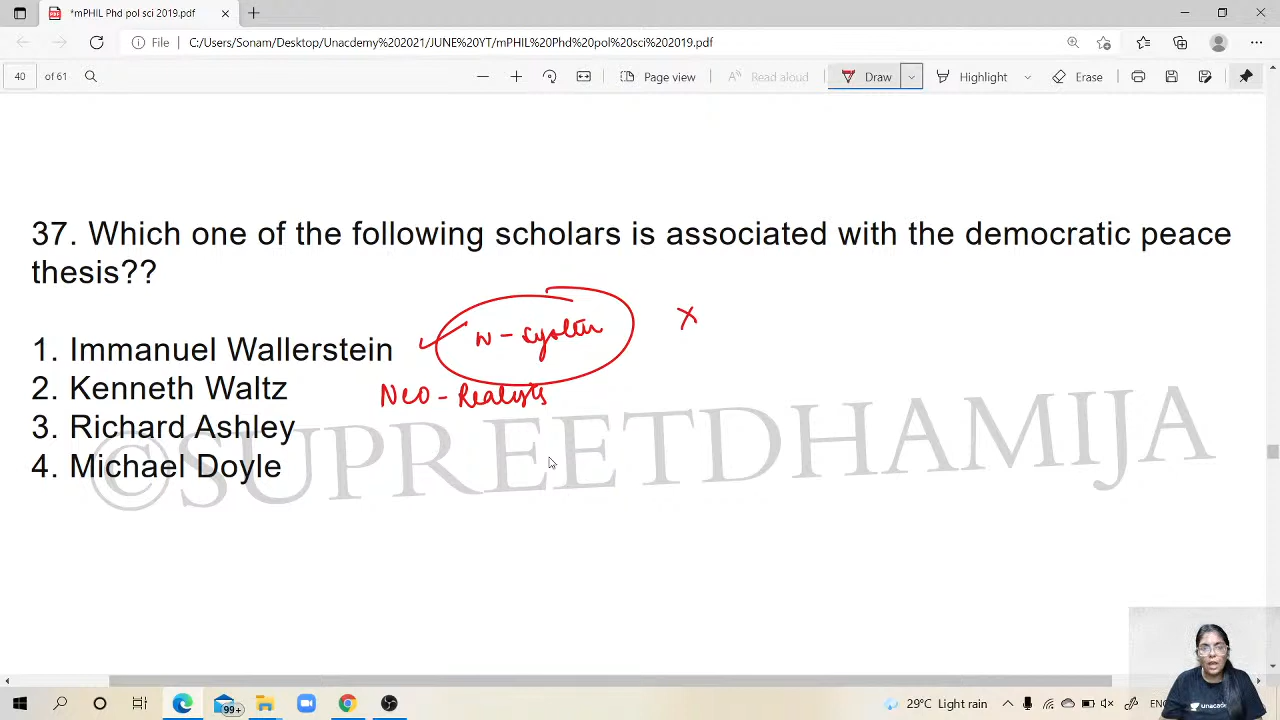 *mPHIL Phd pol sci 2019.pdf
File C:/Users/Sonam/Desktop/Unacdemy%202021/JUNE%20YT/mPHIL%20Phd%20pol%20sci%202019.pdf
40 of 61 Page view Read aloud Draw Highlight Erase
37. Which one of the following scholars is associated with the democratic peace
thesis??
W - System X
1. Immanuel Wallerstein
2. Kenneth Waltz Neo - Realists
3. Richard Ashley
4. Michael Doyle
©SUPREETDHAMIJA
unacademy
99+ 29°C Light rain ENG